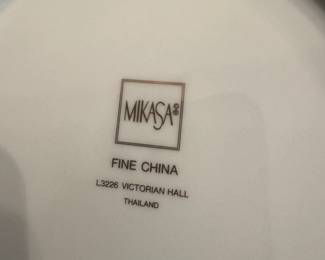 MIKASA
FINE CHINA
L3226 VICTORIAN HALL
THAILAND